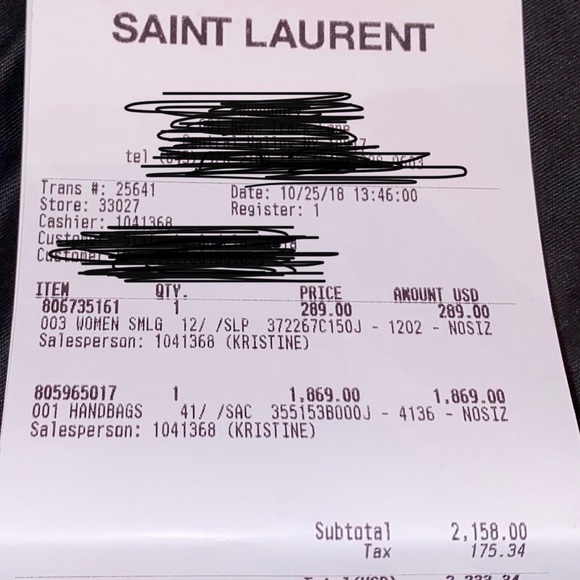 SAINT LAURENT
tel
Trans #: 25641 Date: 10/25/18 13:46:00
Store: 33027 Register: 1
Cashier: 1041368
ITEM QTY. PRICE AMOUNT USD
806735161 1 289.00 289.00
003 WOMEN SMLG 12/ /SLP 372267C150J - 1202 - NOSIZ
Salesperson: 1041368 (KRISTINE)
805965017 1 1,869.00 1,869.00
001 HANDBAGS 41/ /SAC 355153B000J - 4136 - NOSIZ
Salesperson: 1041368 (KRISTINE)
Subtotal 2,158.00
Tax 175.34